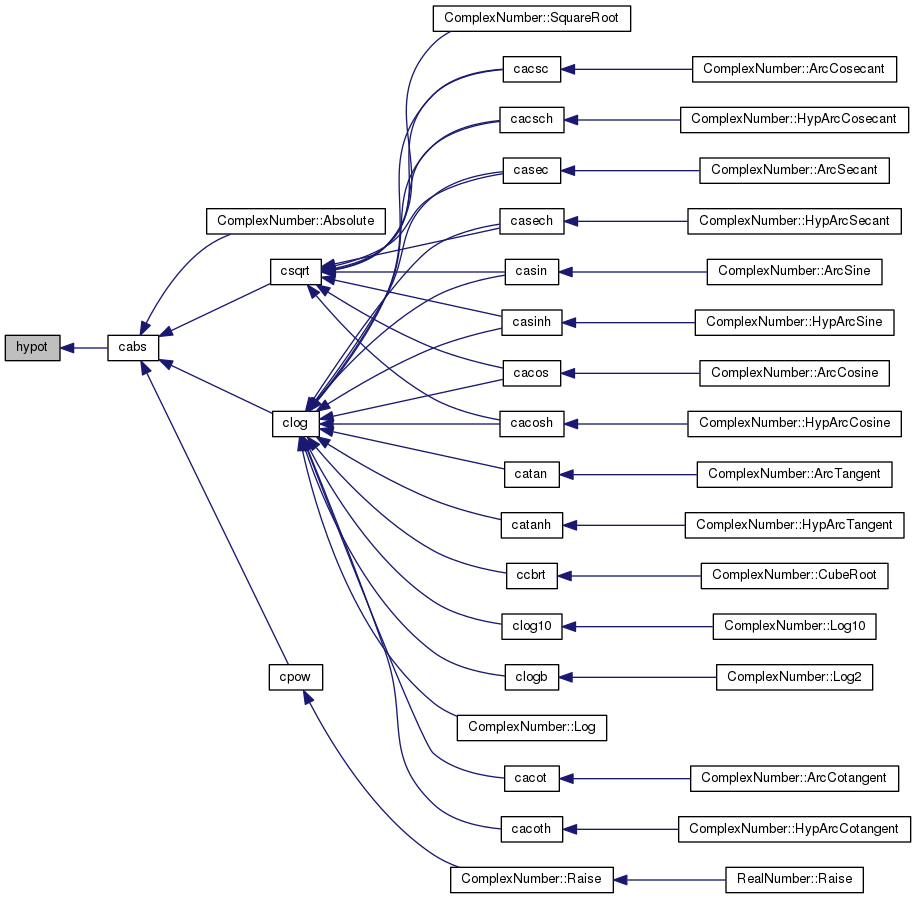 ComplexNumber::SquareRoot
cacsc
ComplexNumber::ArcCosecant
cacsch
ComplexNumber::HypArcCosecant
casec
ComplexNumber::ArcSecant
ComplexNumber::Absolute
casech
ComplexNumber::HypArcSecant
csqrt
casin
ComplexNumber::ArcSine
casinh
ComplexNumber::HypArcSine
hypot
cabs
cacos
ComplexNumber::ArcCosine
clog
cacosh
ComplexNumber::HypArcCosine
catan
ComplexNumber::ArcTangent
catanh
ComplexNumber::HypArcTangent
ccbrt
ComplexNumber::CubeRoot
clog10
ComplexNumber::Log10
cpow
clogb
ComplexNumber::Log2
ComplexNumber::Log
cacot
ComplexNumber::ArcCotangent
cacoth
ComplexNumber::HypArcCotangent
ComplexNumber::Raise
RealNumber::Raise